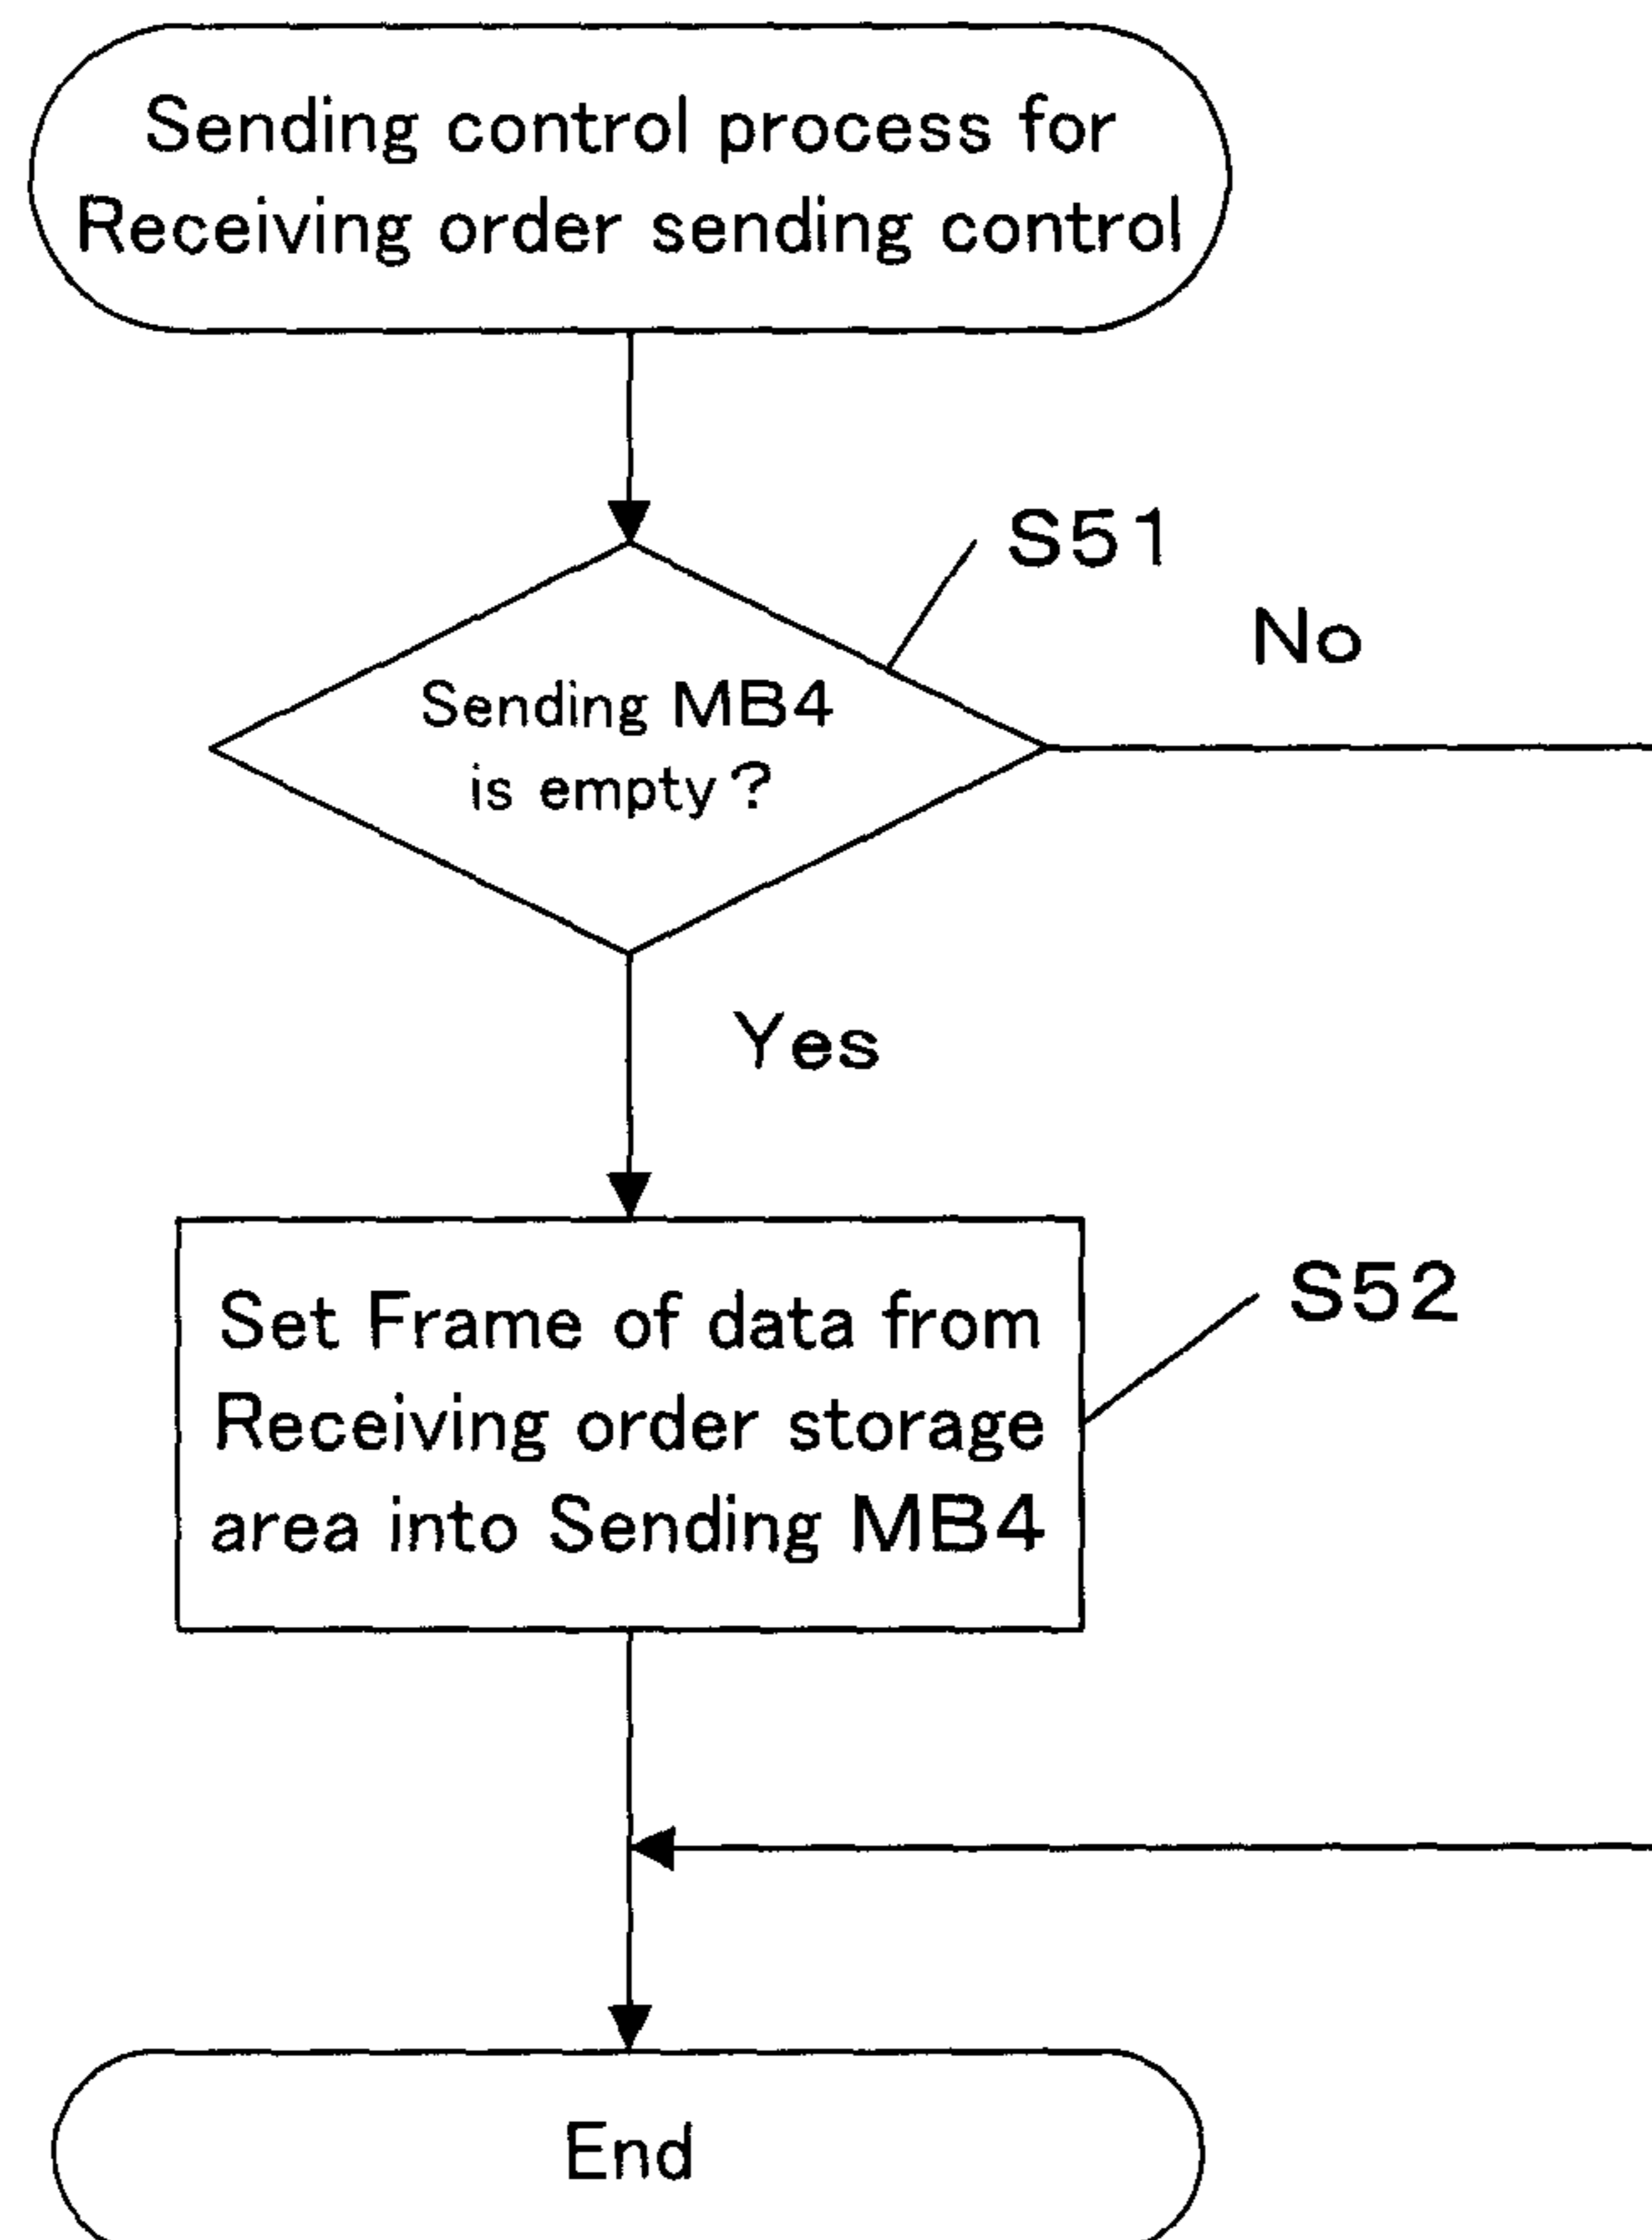 Sending control process for
Receiving order sending control
S51
No
Sending MB4
is empty?
Yes
S52
Set Frame of data from
Receiving order storage
area into Sending MB4
End